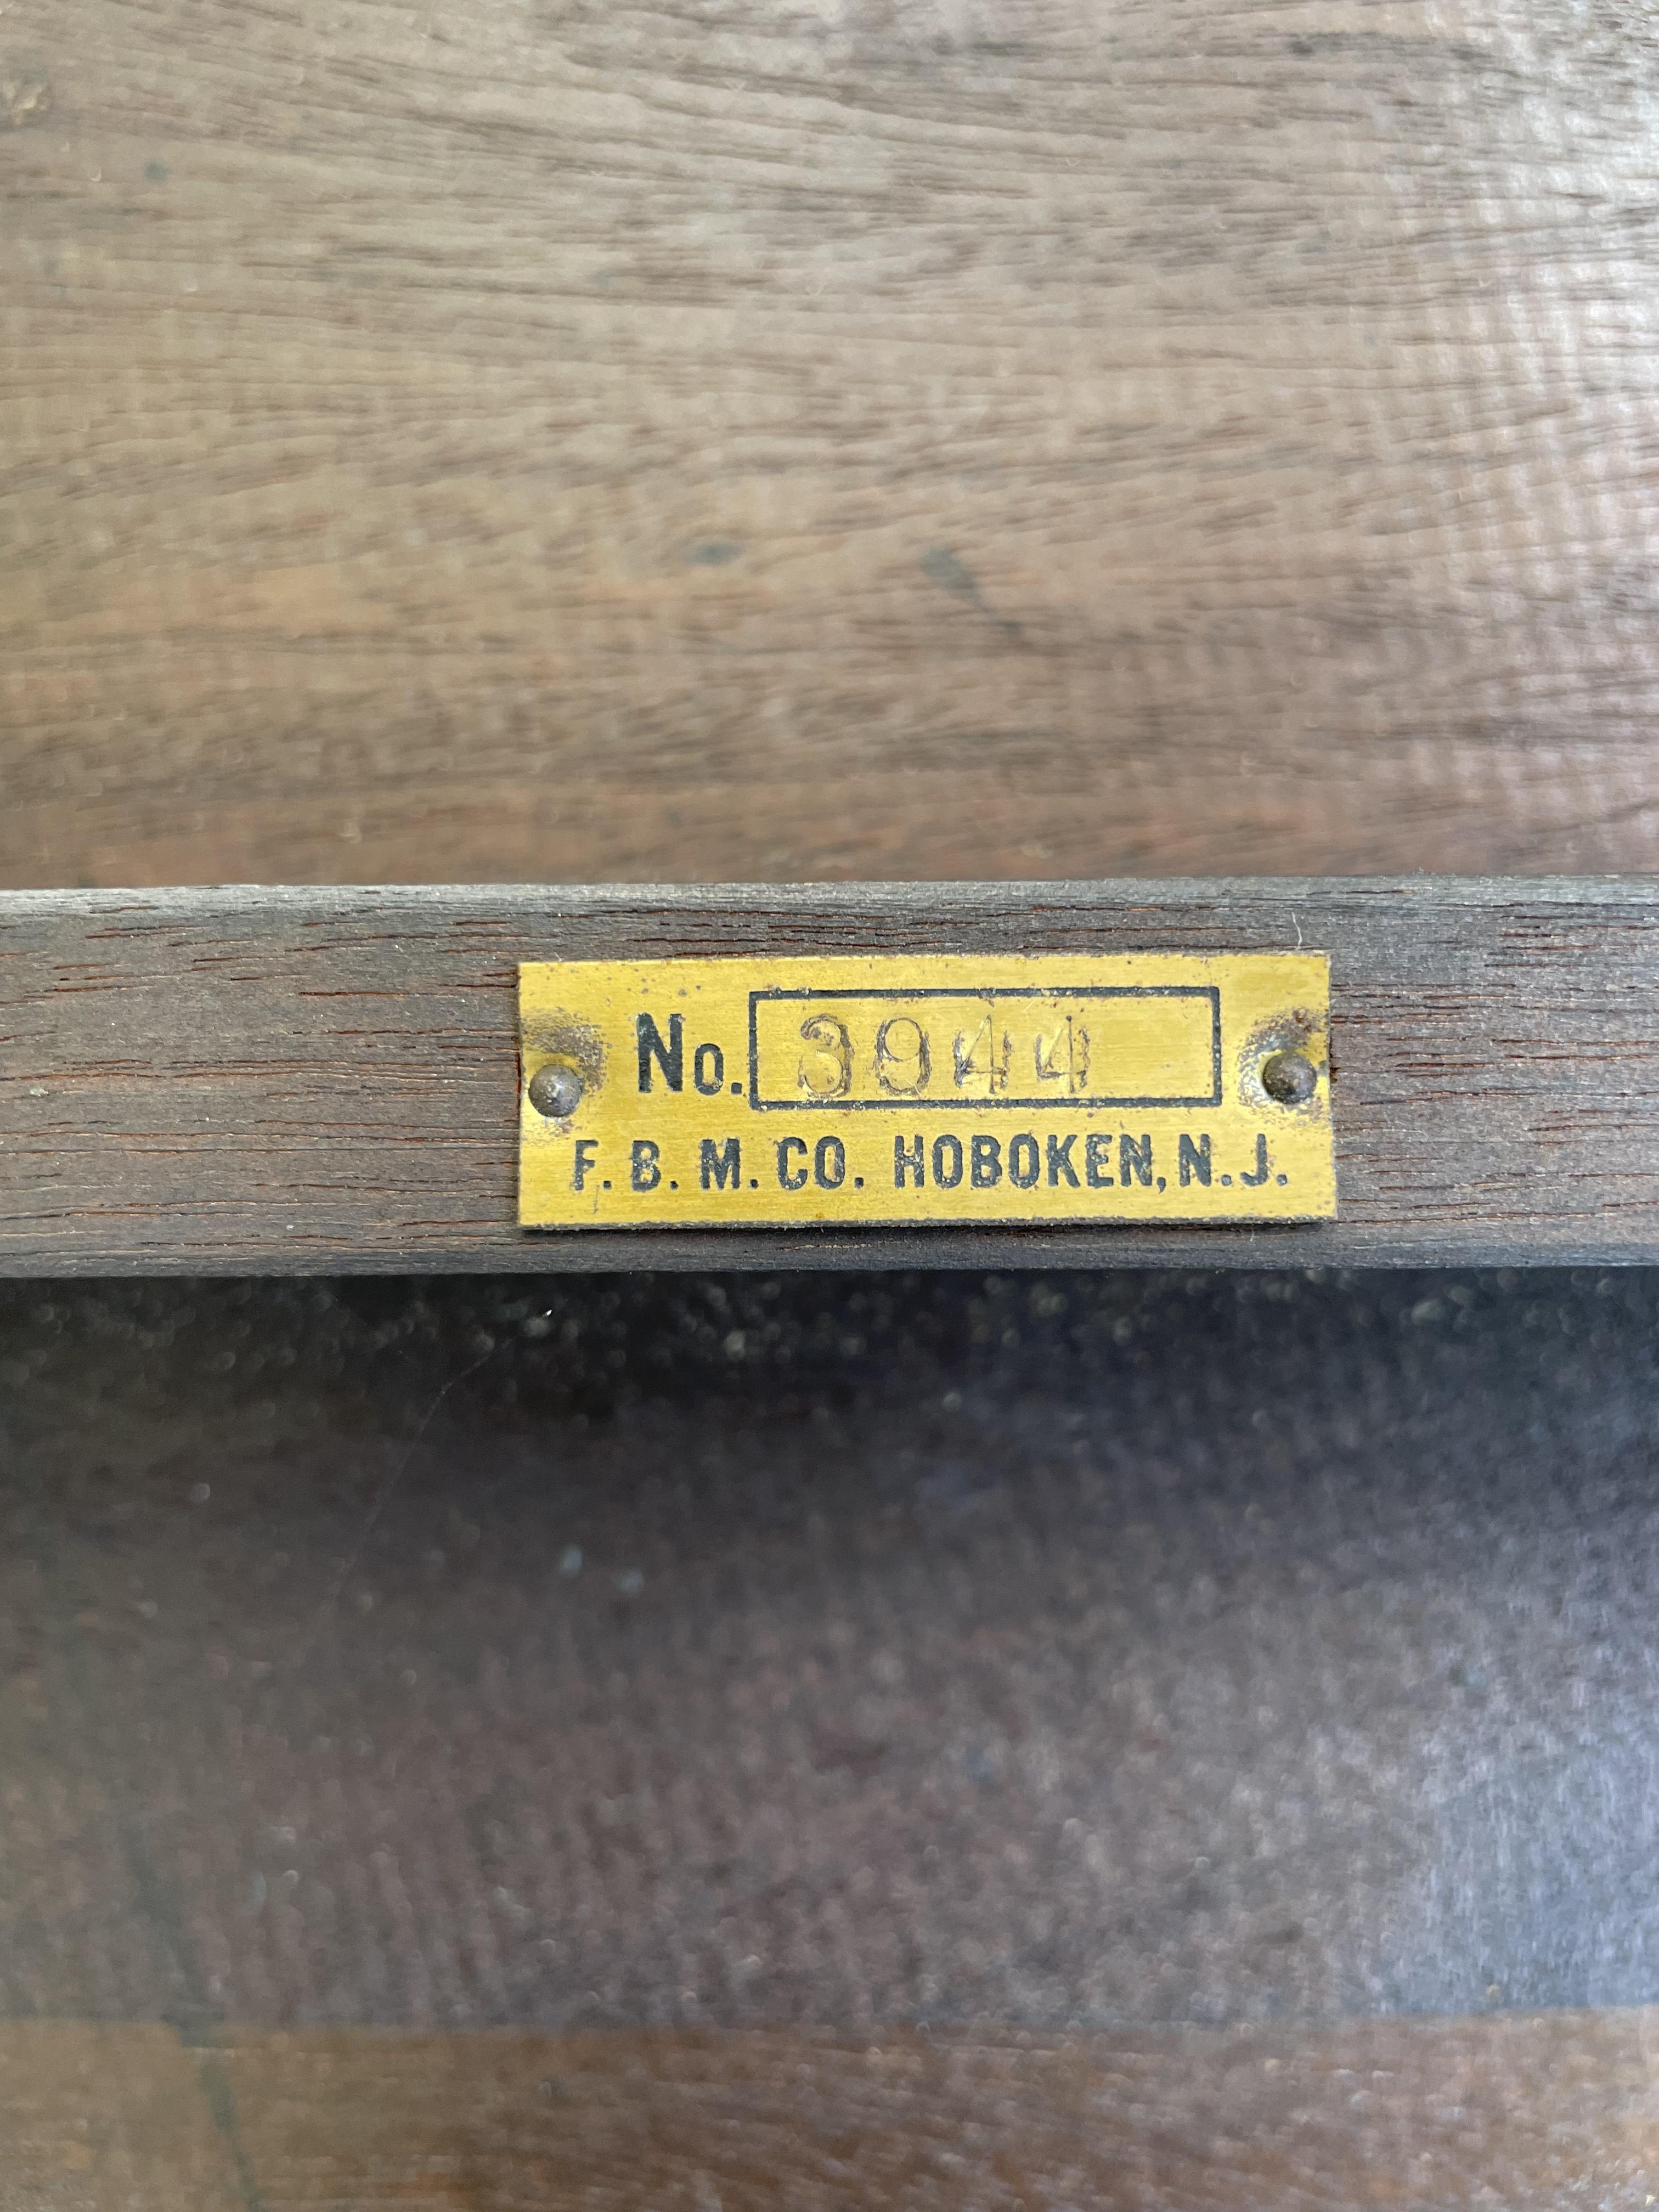 No. 3944
F. B. M. CO. HOBOKEN, N.J.